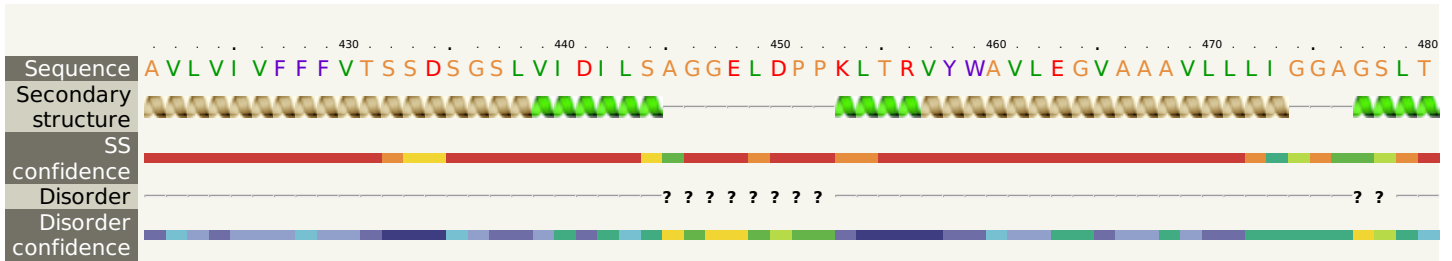 430 440 450 460 470 480
Sequence A V L V I V F F F V T S S D S G S L V I D I L S A G G E L D P P K L T R V Y W A V L E G V A A A V L L L I G G A G S L T
Secondary
structure
SS
confidence
Disorder ? ? ? ? ? ? ? ? ? ?
Disorder
confidence